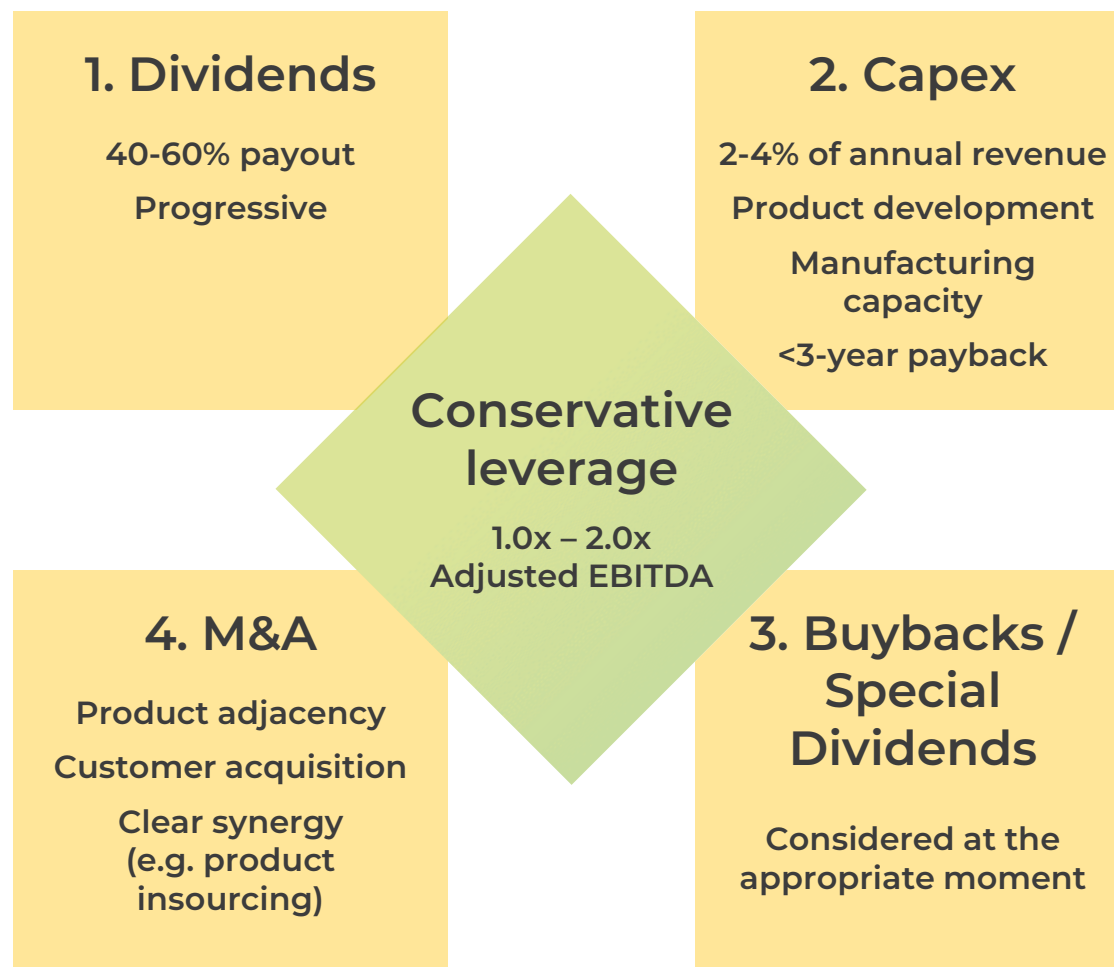 1. Dividends
40-60% payout
Progressive
2. Capex
2-4% of annual revenue
Product development
Manufacturing
capacity
<3-year payback
Conservative
leverage
1.0x – 2.0x
Adjusted EBITDA
4. M&A
Product adjacency
Customer acquisition
Clear synergy
(e.g. product
insourcing)
3. Buybacks /
Special
Dividends
Considered at the
appropriate moment